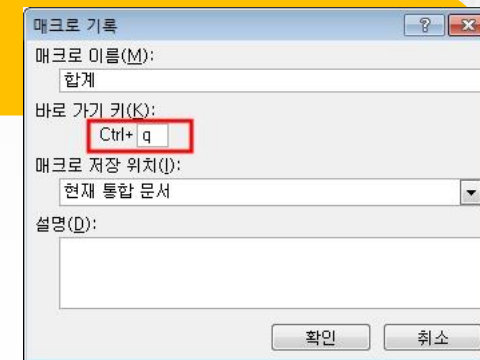 매크로 기록
매크로 이름(M):
합계
바로 가기 키(K):
Ctrl+ q
매크로 저장 위치(I):
현재 통합 문서
설명(D):
확인 취소